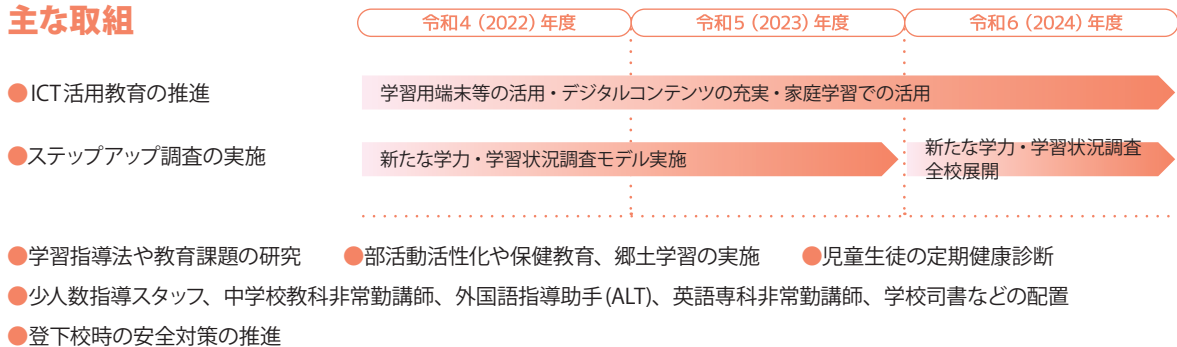 主な取組
令和4（2022）年度 令和5（2023）年度 令和6（2024）年度
●ICT活用教育の推進 学習用端末等の活用・デジタルコンテンツの充実・家庭学習での活用
●ステップアップ調査の実施 新たな学力・学習状況調査モデル実施 新たな学力・学習状況調査
全校展開
●学習指導法や教育課題の研究 ●部活動活性化や保健教育、郷土学習の実施 ●児童生徒の定期健康診断
●少人数指導スタッフ、中学校教科非常勤講師、外国語指導助手(ALT)、英語専科非常勤講師、学校司書などの配置
●登下校時の安全対策の推進